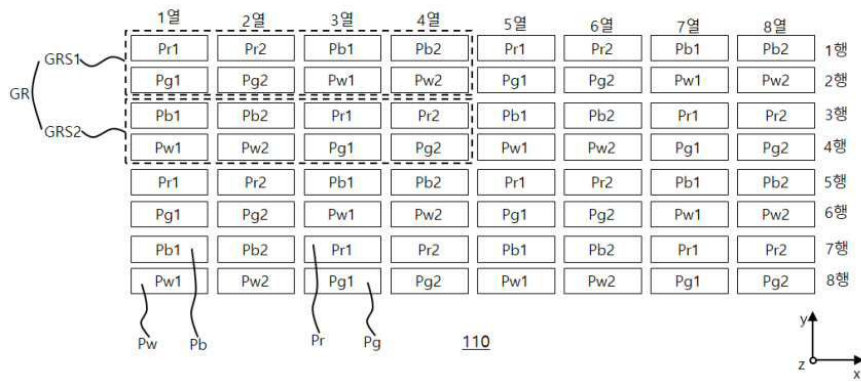 1열 2열 3열 4열 5열 6열 7열 8열
Pr1 Pr2 Pb1 Pb2 Pr1 Pr2 Pb1 Pb2 1행
GRS1
Pg1 Pg2 Pw1 Pw2 Pg1 Pg2 Pw1 Pw2 2행
GR
Pb1 Pb2 Pr1 Pr2 Pb1 Pb2 Pr1 Pr2 3행
GRS2
Pw1 Pw2 Pg1 Pg2 Pw1 Pw2 Pg1 Pg2 4행
Pr1 Pr2 Pb1 Pb2 Pr1 Pr2 Pb1 Pb2 5행
Pg1 Pg2 Pw1 Pw2 Pg1 Pg2 Pw1 Pw2 6행
Pb1 Pb2 Pr1 Pr2 Pb1 Pb2 Pr1 Pr2 7행
Pw1 Pw2 Pg1 Pg2 Pw1 Pw2 Pg1 Pg2 8행
Pw Pb Pr Pg 110
y
z x